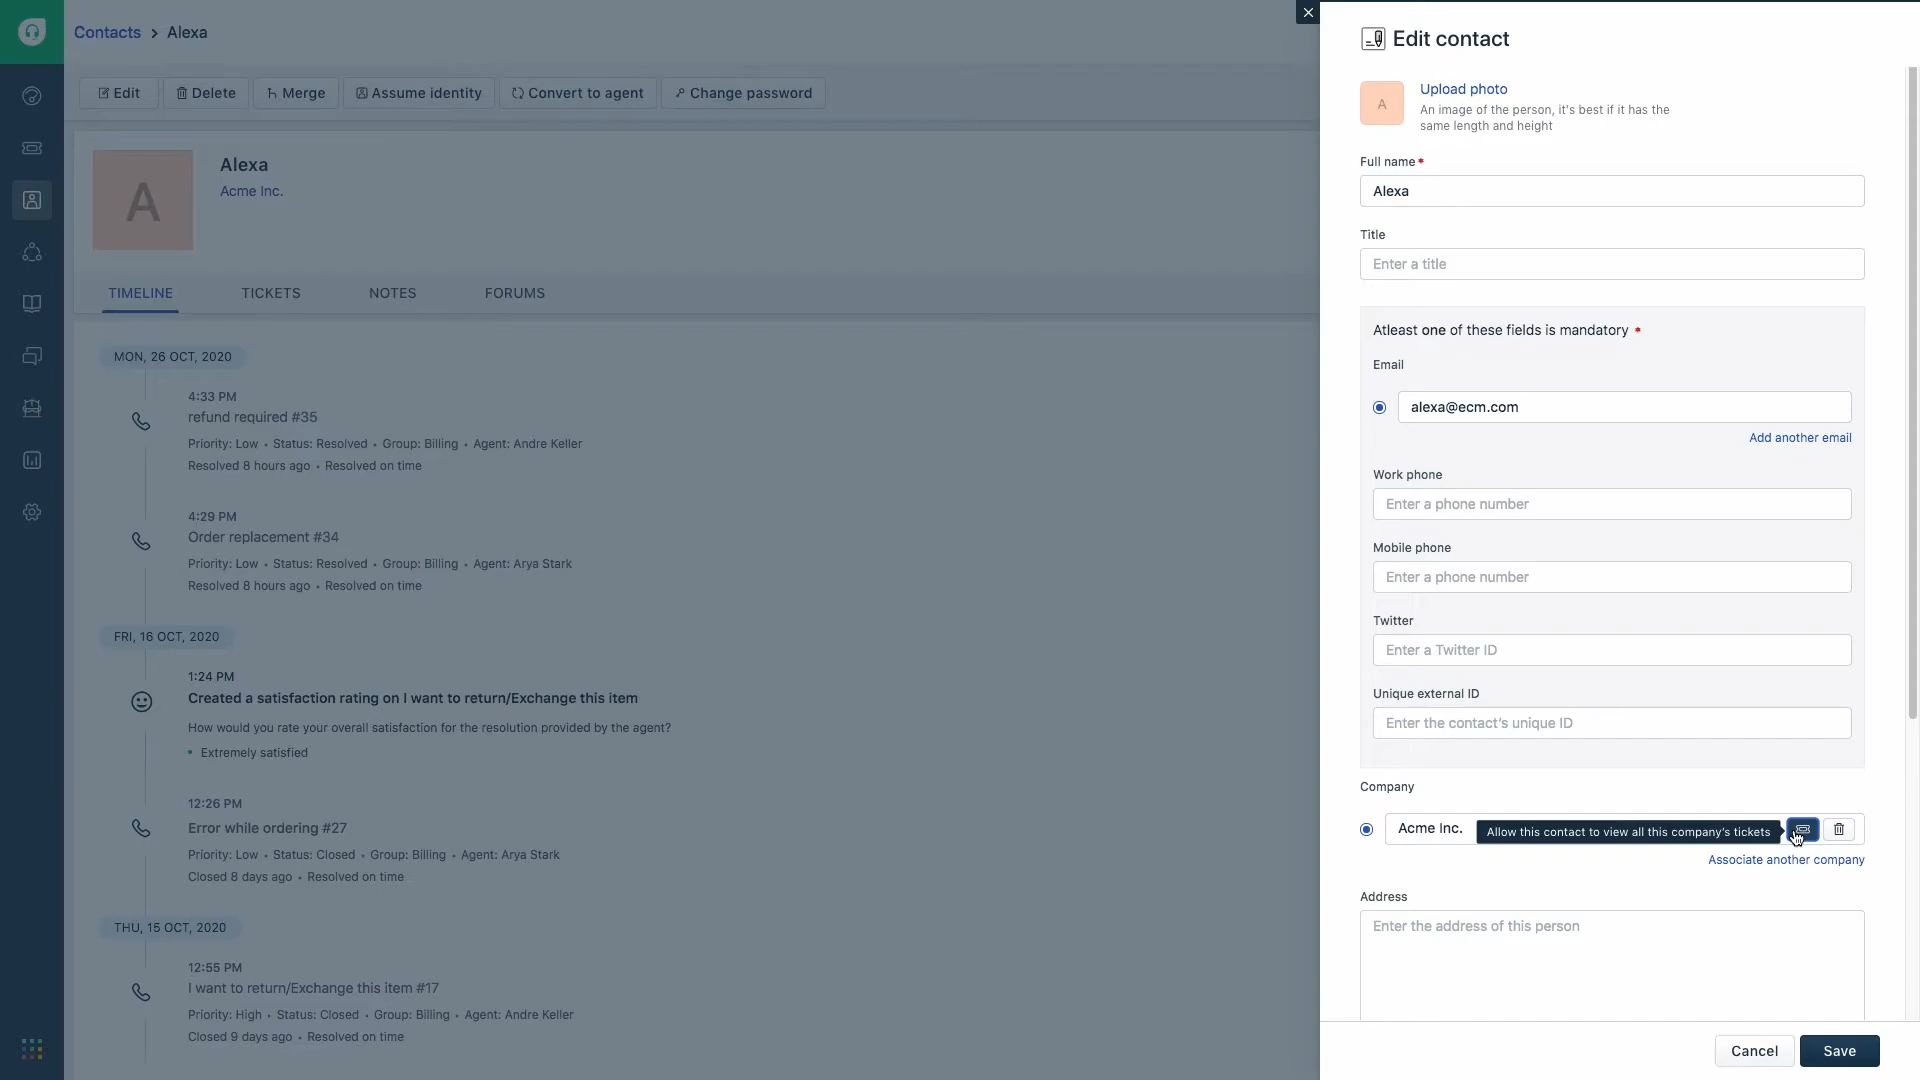 Contacts > Alexa
Edit
Delete
Merge
Assume identity
Convert to agent
Change password
A
Alexa
Acme Inc.
TIMELINE
TICKETS
NOTES
FORUMS
MON, 26 OCT, 2020
4:33 PM
refund required #35
Priority: Low • Status: Resolved • Group: Billing • Agent: Andre Keller
Resolved 8 hours ago • Resolved on time
4:29 PM
Order replacement #34
Priority: Low • Status: Resolved • Group: Billing • Agent: Arya Stark
Resolved 8 hours ago • Resolved on time
FRI, 16 OCT, 2020
1:24 PM
Created a satisfaction rating on I want to return/Exchange this item
How would you rate your overall satisfaction for the resolution provided by the agent?
• Extremely satisfied
12:26 PM
Error while ordering #27
Priority: Low • Status: Closed • Group: Billing • Agent: Arya Stark
Closed 8 days ago • Resolved on time
THU, 15 OCT, 2020
12:55 PM
I want to return/Exchange this item #17
Priority: High • Status: Closed • Group: Billing • Agent: Andre Keller
Closed 9 days ago • Resolved on time
Edit contact
A
Upload photo
An image of the person, it's best if it has the
same length and height
Full name *
Alexa
Title
Enter a title
Atleast one of these fields is mandatory *
Email
alexa@ecm.com
Add another email
Work phone
Enter a phone number
Mobile phone
Enter a phone number
Twitter
Enter a Twitter ID
Unique external ID
Enter the contact's unique ID
Company
Acme Inc.
Allow this contact to view all this company's tickets
Associate another company
Address
Enter the address of this person
Cancel
Save